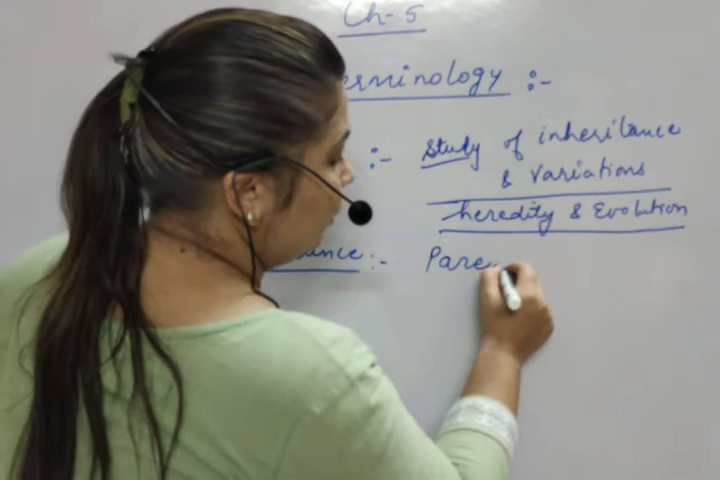 Ch-5
erminology :-
:- Study of inheritance
& Variations
heredity & Evolution
ance :- Pare